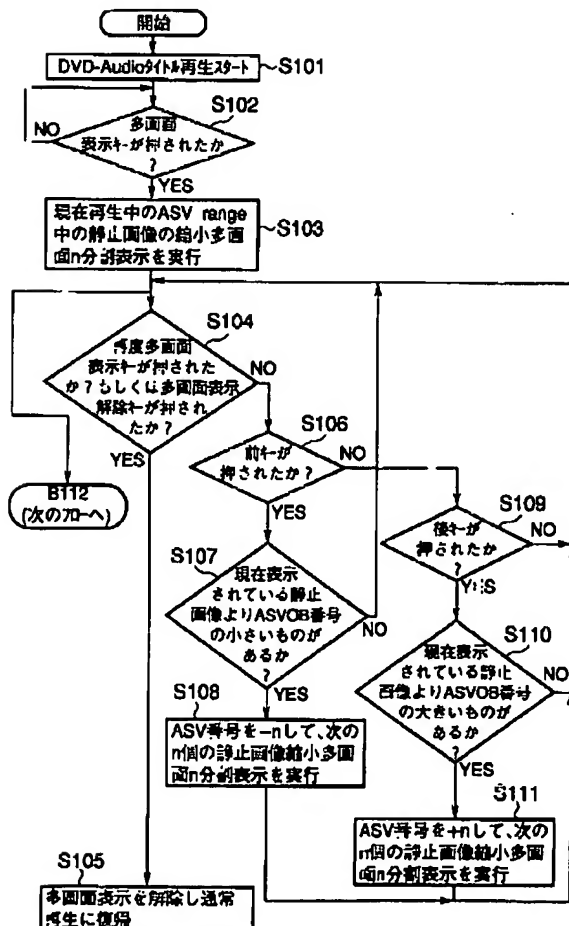 開始
DVD-Audioタイトル再生スタート
S101
S102
多画面
表示キーが押されたか
?
NO
YES
現在再生中のASV range
中の静止画像の縮小多画
面n分割表示を実行
S103
S104
再度多画面
表示キーが押された
か?もしくは多画面表示
解除キーが押され
たか?
NO
YES
B112
(次のフローへ)
S106
前キーが
押されたか?
NO
YES
S109
後キーが
押されたか
?
NO
YES
S107
現在表示
されている静止
画像よりASVOB番号
の小さいものが
あるか
?
NO
YES
S110
現在表示
されている静止
画像よりASVOB番号
の大きいものが
あるか
?
NO
YES
S108
ASV番号を-nして、次の
n個の静止画像縮小多画
面n分割表示を実行
S111
ASV番号を+nして、次の
n個の静止画像縮小多画
面n分割表示を実行
S105
多画面表示を解除し通常
再生に復帰